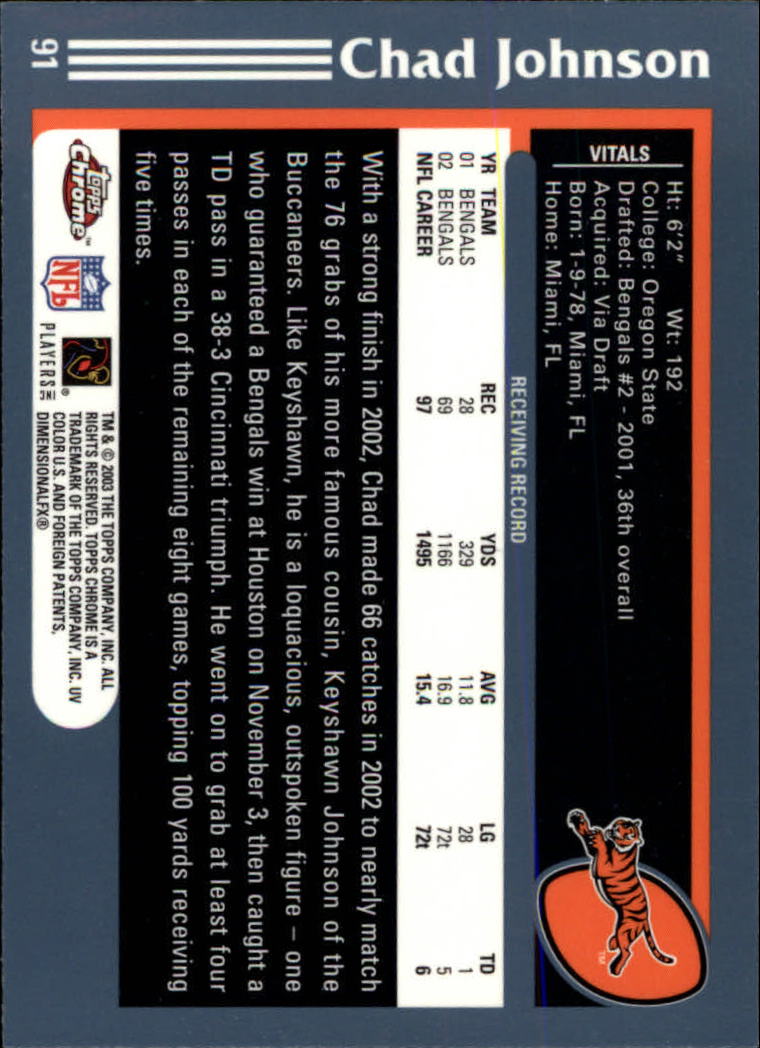 91
Chad Johnson
VITALS
Ht: 6'2" Wt: 192
College: Oregon State
Drafted: Bengals #2 - 2001, 36th overall
Acquired: Via Draft
Born: 1-9-78, Miami, FL
Home: Miami, FL
TM
RECEIVING RECORD
YR TEAM REC YDS AVG LG TD
01 BENGALS 28 329 11.8 28 1
02 BENGALS 69 1166 16.9 72t 5
NFL CAREER 97 1495 15.4 72t 6
With a strong finish in 2002, Chad made 66 catches in 2002 to nearly match
the 76 grabs of his more famous cousin, Keyshawn Johnson of the
Buccaneers. Like Keyshawn, he is a loquacious, outspoken figure – one
who guaranteed a Bengals win at Houston on November 3, then caught a
TD pass in a 38-3 Cincinnati triumph. He went on to grab at least four
passes in each of the remaining eight games, topping 100 yards receiving
five times.
Topps
Chrome™
NFL
PLAYERS INC ®
TM & © 2003 THE TOPPS COMPANY, INC. ALL
RIGHTS RESERVED. TOPPS CHROME IS A
TRADEMARK OF THE TOPPS COMPANY, INC. UV
COLOR U.S. AND FOREIGN PATENTS,
DIMENSIONALFX®